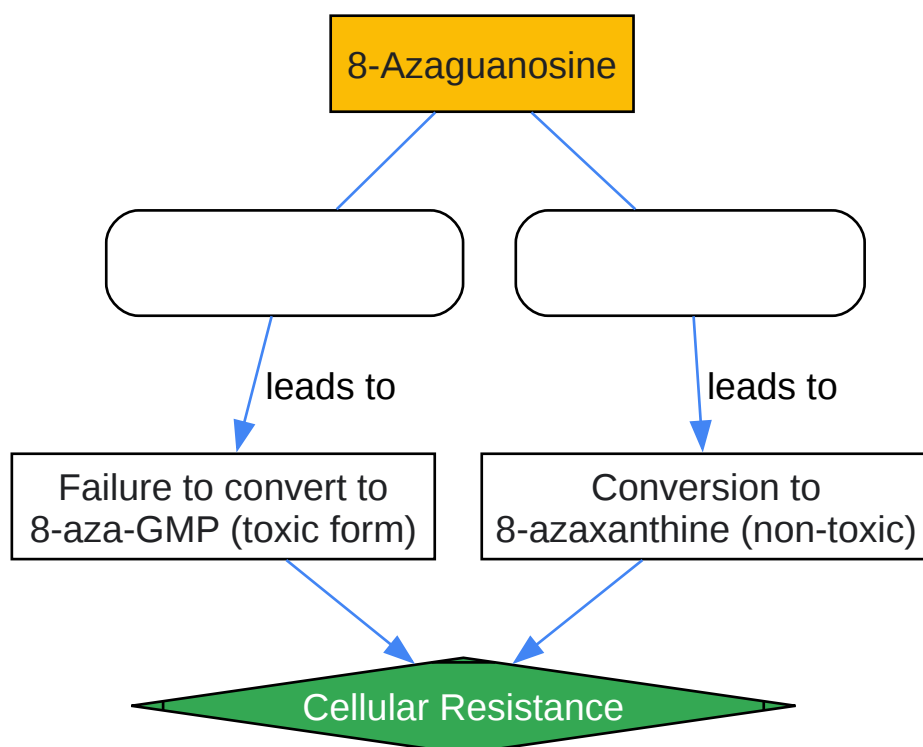 8-Azaguanosine
leads to
leads to
Failure to convert to
8-aza-GMP (toxic form)
Conversion to
8-azaxanthine (non-toxic)
Cellular Resistance